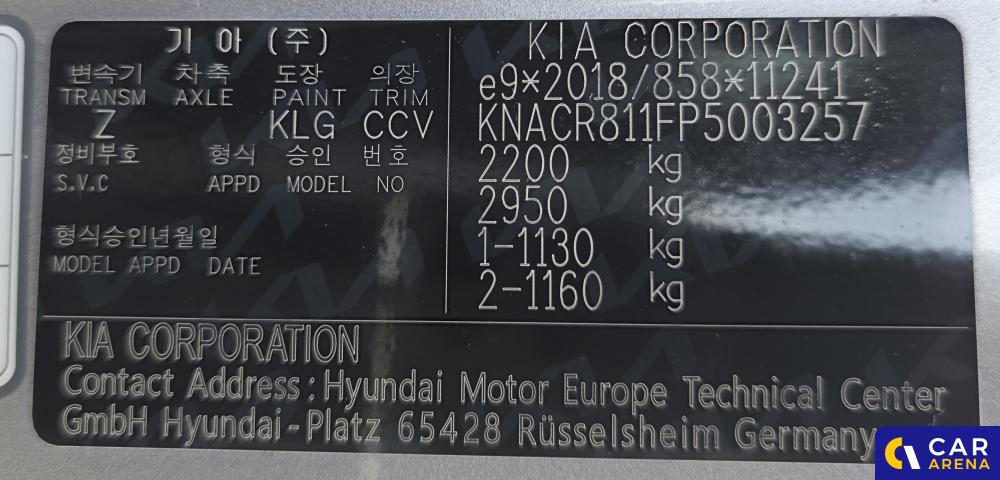 기 아 (주)
변속기 차축 도장 의장
TRANSM AXLE PAINT TRIM
Z KLG CCV
정비부호 형식 승인 번호
S.V.C APPD MODEL NO
형식승인년월일
MODEL APPD DATE
KIA CORPORATION
e9*2018/858*11241
KNACR811FP5003257
2200 kg
2950 kg
1-1130 kg
2-1160 kg
KIA CORPORATION
Contact Address : Hyundai Motor Europe Technical Center
GmbH Hyundai-Platz 65428 Rüsselsheim Germany
CAR
ARENA